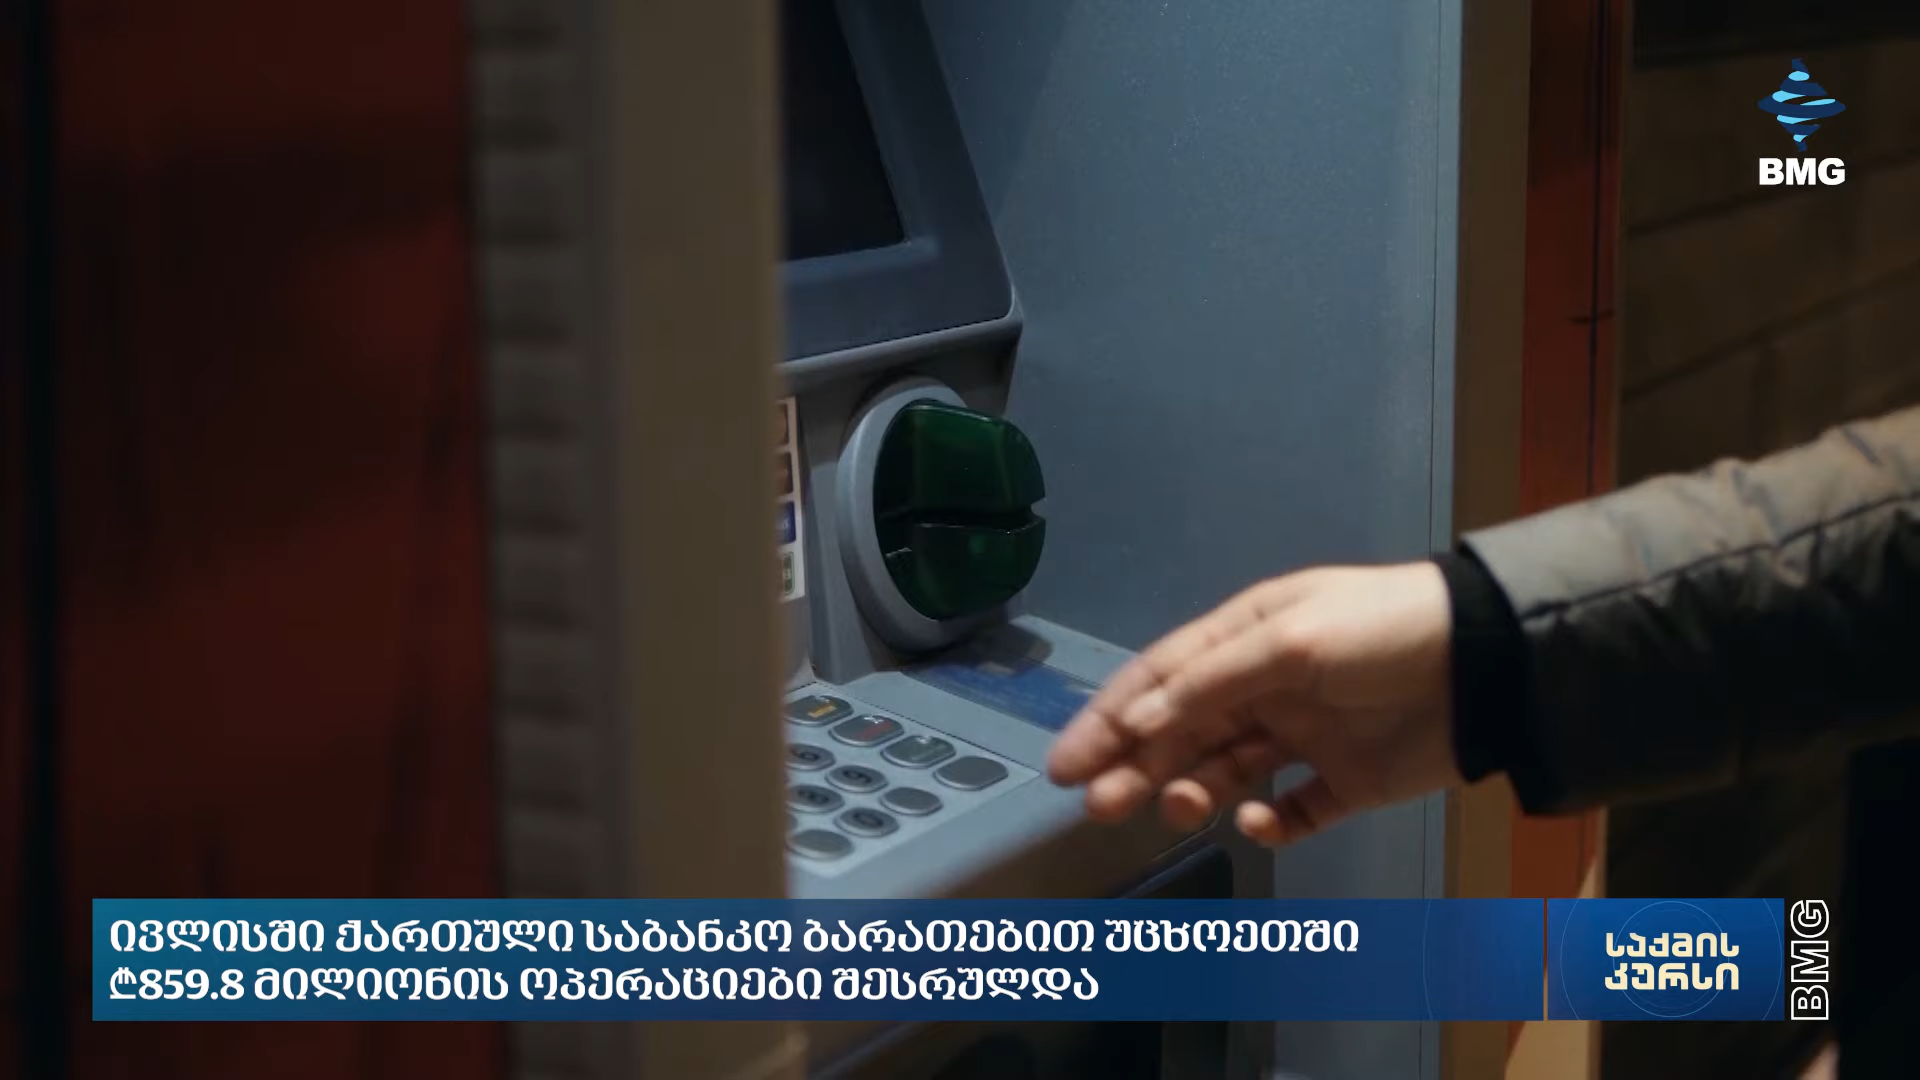 BMG
ივლისში ქართული საბანკო ბარათებით უცხოეთში
₾859.8 მილიონის ოპერაციები შესრულდა
საქმის
კურსი
BMG